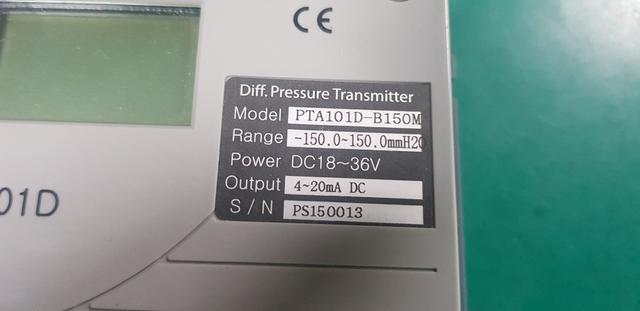 CE
Diff. Pressure Transmitter
Model PTA101D-B150M
Range -150.0~150.0mmH20
Power DC18~36V
Output 4~20mA DC
S/N PS150013
01D